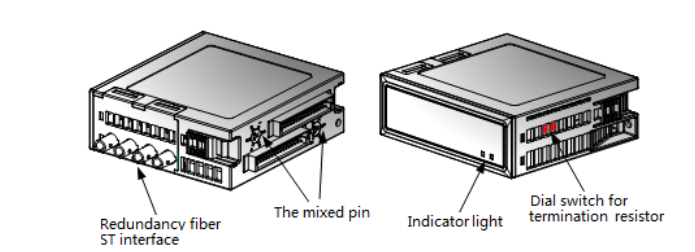 Redundancy fiber
ST interface
The mixed pin
Indicator light
Dial switch for
termination resistor